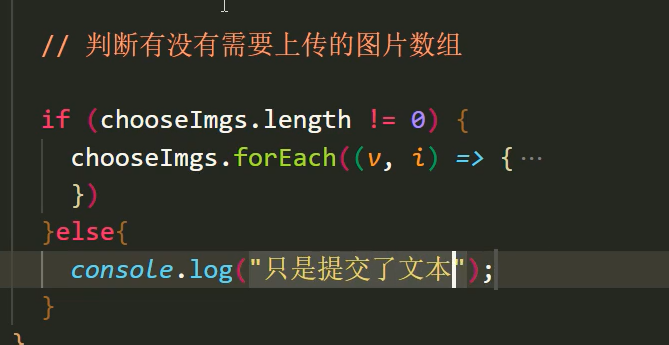 // 判断有没有需要上传的图片数组
if (chooseImgs.length != 0) {
chooseImgs.forEach((v, i) => {···
})
}else{
console.log("只是提交了文本");
}
}